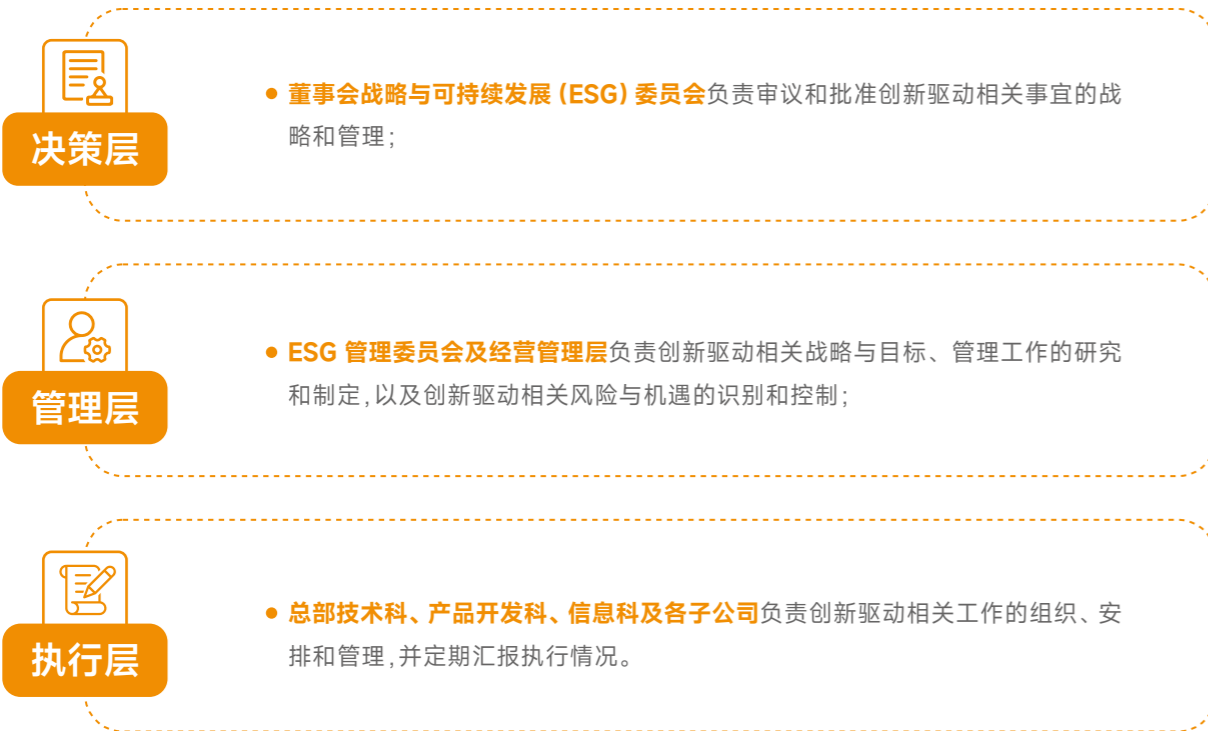 决策层
• 董事会战略与可持续发展（ESG）委员会负责审议和批准创新驱动相关事宜的战
略和管理；
管理层
• ESG 管理委员会及经营管理层负责创新驱动相关战略与目标、管理工作的研究
和制定，以及创新驱动相关风险与机遇的识别和控制；
执行层
• 总部技术科、产品开发科、信息科及各子公司负责创新驱动相关工作的组织、安
排和管理，并定期汇报执行情况。